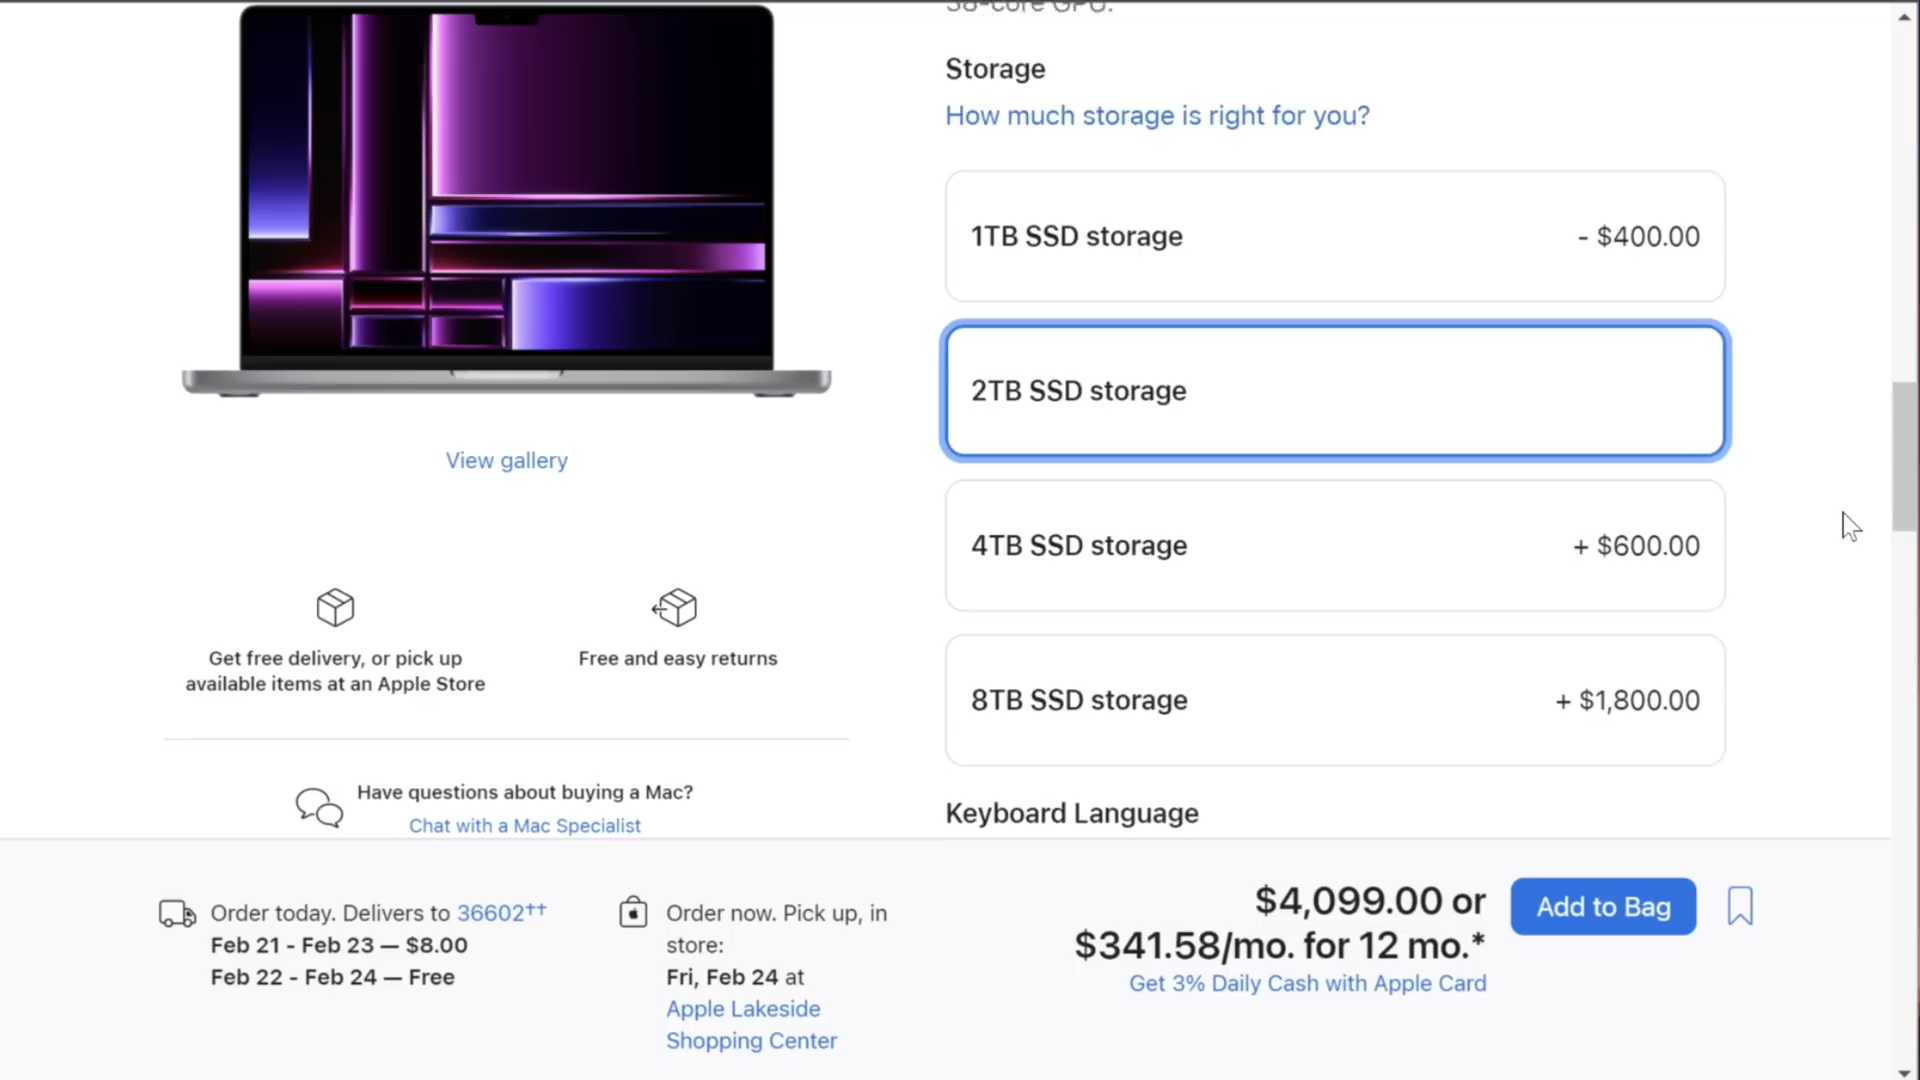 38-core GPU.
Storage
How much storage is right for you?
1TB SSD storage
- $400.00
2TB SSD storage
4TB SSD storage
+ $600.00
8TB SSD storage
+ $1,800.00
Keyboard Language
View gallery
Get free delivery, or pick up
available items at an Apple Store
Free and easy returns
Have questions about buying a Mac?
Chat with a Mac Specialist
Order today. Delivers to 36602††
Feb 21 - Feb 23 — $8.00
Feb 22 - Feb 24 — Free
Order now. Pick up, in
store:
Fri, Feb 24 at
Apple Lakeside
Shopping Center
$4,099.00 or
$341.58/mo. for 12 mo.*
Get 3% Daily Cash with Apple Card
Add to Bag